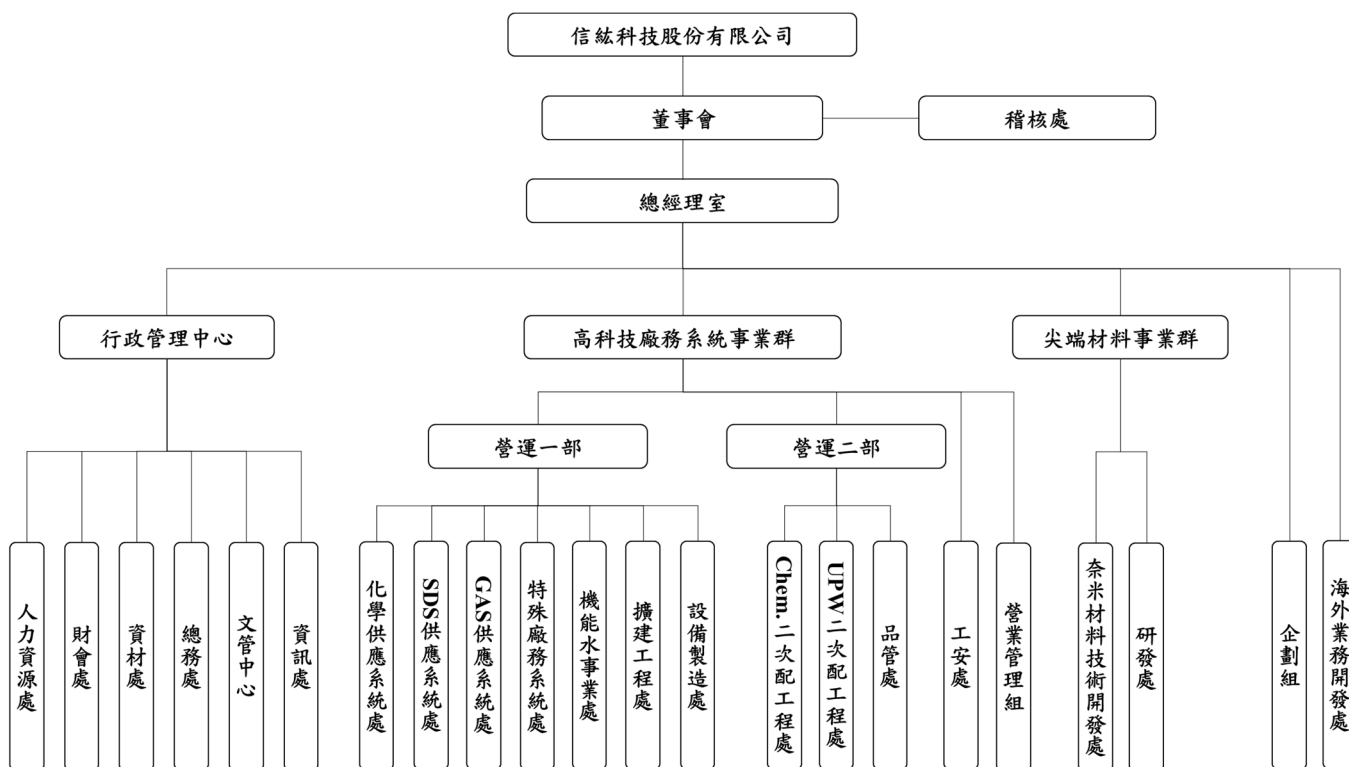 信紘科技股份有限公司
董事會
稽核處
總經理室
行政管理中心
高科技廠務系統事業群
尖端材料事業群
營運一部
營運二部
人力資源處
財會處
資材處
總務處
文管中心
資訊處
化學供應系統處
SDS供應系統處
GAS供應系統處
特殊廠務系統處
機能水事業處
擴建工程處
設備製造處
Chem.二次配工程處
UPW二次配工程處
品管處
工安處
營業管理組
奈米材料技術開發處
研發處
企劃組
海外業務開發處